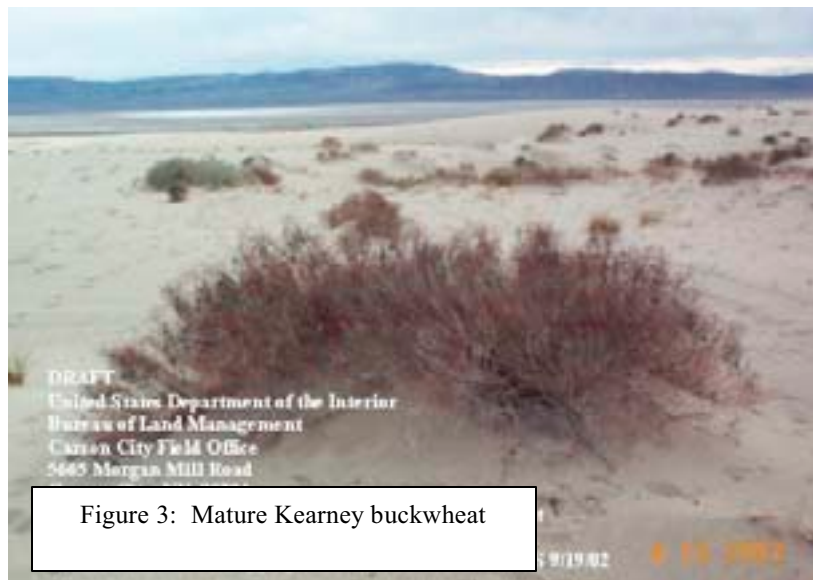 DRAFT
United States Department of the Interior
Bureau of Land Management
Carson City Field Office
5665 Morgan Mill Road
Figure 3: Mature Kearney buckwheat
9/19/02